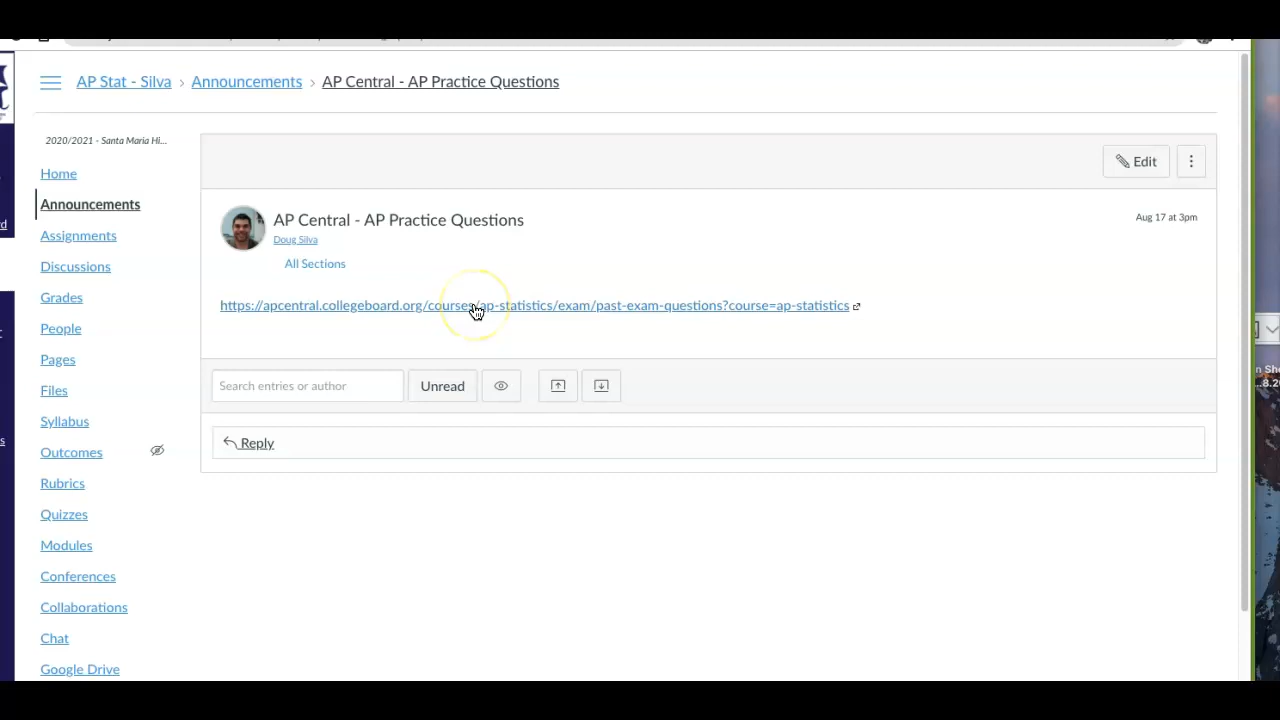 AP Stat - Silva › Announcements › AP Central - AP Practice Questions
2020/2021 - Santa Maria Hi...
Home
Announcements
Assignments
Discussions
Grades
People
Pages
Files
Syllabus
Outcomes
Rubrics
Quizzes
Modules
Conferences
Collaborations
Chat
Google Drive
Edit
AP Central - AP Practice Questions
Aug 17 at 3pm
Doug Silva
All Sections
https://apcentral.collegeboard.org/courses/ap-statistics/exam/past-exam-questions?course=ap-statistics
Search entries or author
Unread
Reply